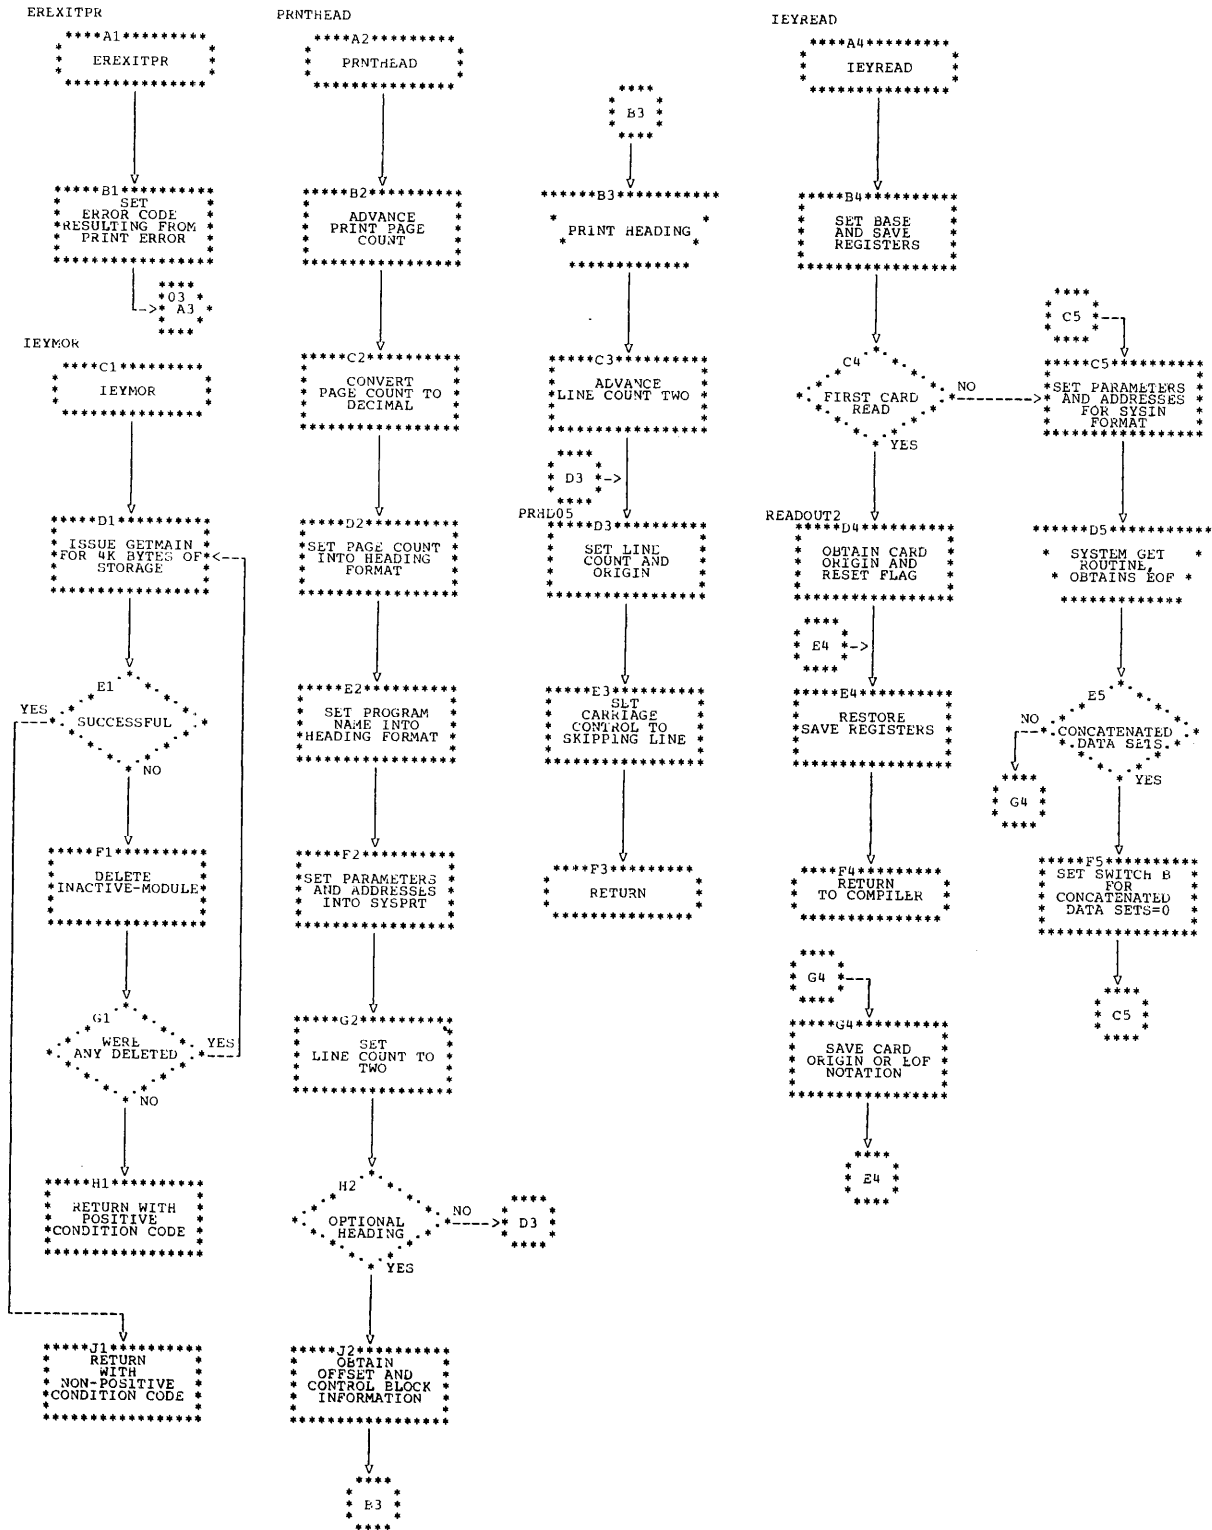 EREXITPR
A1
EREXITPR
B1
SET
ERROR CODE
RESULTING FROM
PRINT ERROR
03
A3
IEYMOR
C1
IEYMOR
D1
ISSUE GETMAIN
FOR 4K BYTES OF
STORAGE
E1
YES
SUCCESSFUL
NO
F1
DELETE
INACTIVE-MODULE
G1
WERE
ANY DELETED
YES
NO
H1
RETURN WITH
POSITIVE
CONDITION CODE
J1
RETURN
WITH
NON-POSITIVE
CONDITION CODE
PRNTHEAD
A2
PRNTHEAD
B2
ADVANCE
PRINT PAGE
COUNT
C2
CONVERT
PAGE COUNT TO
DECIMAL
D2
SET PAGE COUNT
INTO HEADING
FORMAT
E2
SET PROGRAM
NAME INTO
HEADING FORMAT
F2
SET PARAMETERS
AND ADDRESSES
INTO SYSPRT
G2
SET
LINE COUNT TO
TWO
H2
OPTIONAL
HEADING
NO
D3
YES
J2
OBTAIN
OFFSET AND
CONTROL BLOCK
INFORMATION
B3
B3
B3
PRINT HEADING
C3
ADVANCE
LINE COUNT TWO
D3
PRHD05
D3
SET LINE
COUNT AND
ORIGIN
E3
SET
CARRIAGE
CONTROL TO
SKIPPING LINE
F3
RETURN
IEYREAD
A4
IEYREAD
B4
SET BASE
AND SAVE
REGISTERS
C4
FIRST CARD
READ
NO
YES
READOUT2
D4
OBTAIN CARD
ORIGIN AND
RESET FLAG
E4
E4
RESTORE
SAVE REGISTERS
F4
RETURN
TO COMPILER
G4
G4
SAVE CARD
ORIGIN OR EOF
NOTATION
E4
C5
C5
SET PARAMETERS
AND ADDRESSES
FOR SYSIN
FORMAT
D5
SYSTEM GET
ROUTINE,
OBTAINS EOF
E5
NO
CONCATENATED
DATA SETS
YES
G4
F5
SET SWITCH B
FOR
CONCATENATED
DATA SETS=0
C5